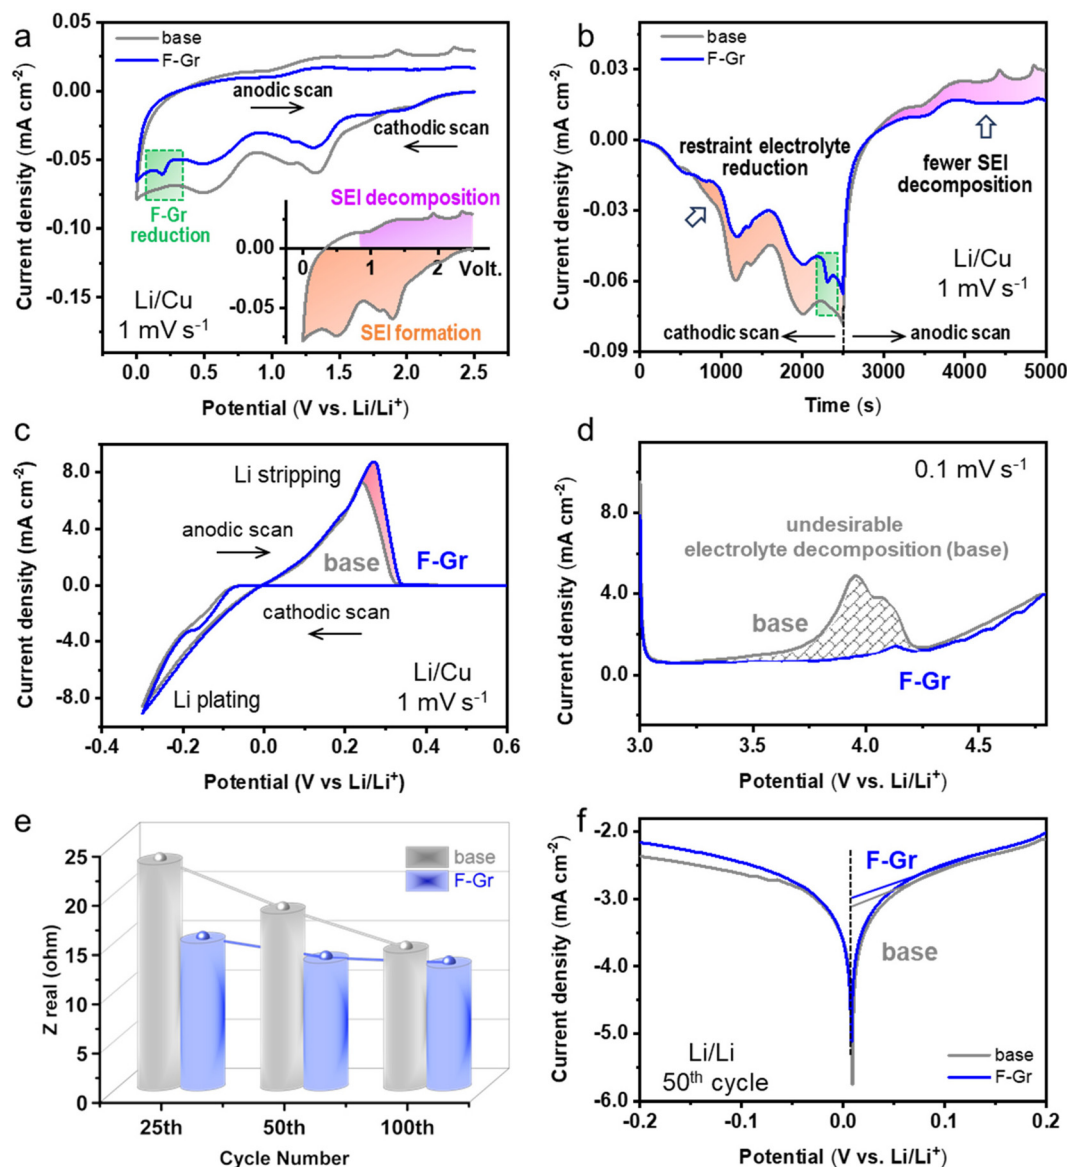 a
base
F-Gr
anodic scan
cathodic scan
F-Gr
reduction
SEI decomposition
SEI formation
Volt.
0.00
-0.05
0
1
2
Li/Cu
1 mV s⁻¹
0.05
0.00
-0.05
-0.10
-0.15
0.0
0.5
1.0
1.5
2.0
2.5
Current density (mA cm⁻²)
Potential (V vs. Li/Li⁺)
b
base
F-Gr
restraint electrolyte
reduction
fewer SEI
decomposition
Li/Cu
1 mV s⁻¹
cathodic scan
anodic scan
0.03
0.00
-0.03
-0.06
-0.09
0
1000
2000
3000
4000
5000
Current density (mA cm⁻²)
Time (s)
c
Li stripping
anodic scan
base
F-Gr
cathodic scan
Li plating
Li/Cu
1 mV s⁻¹
8.0
4.0
0.0
-4.0
-8.0
-0.4
-0.2
0.0
0.2
0.4
0.6
Current density (mA cm⁻²)
Potential (V vs Li/Li⁺)
d
0.1 mV s⁻¹
undesirable
electrolyte decomposition (base)
base
F-Gr
8.0
4.0
0.0
3.0
3.5
4.0
4.5
Current density (mA cm⁻²)
Potential (V vs. Li/Li⁺)
e
base
F-Gr
25
20
15
10
5
0
25th
50th
100th
Z real (ohm)
Cycle Number
f
F-Gr
base
Li/Li
50ᵗʰ cycle
base
F-Gr
-2.0
-3.0
-4.0
-5.0
-6.0
-0.2
-0.1
0.0
0.1
0.2
Current density (mA cm⁻²)
Potential (V vs. Li/Li⁺)